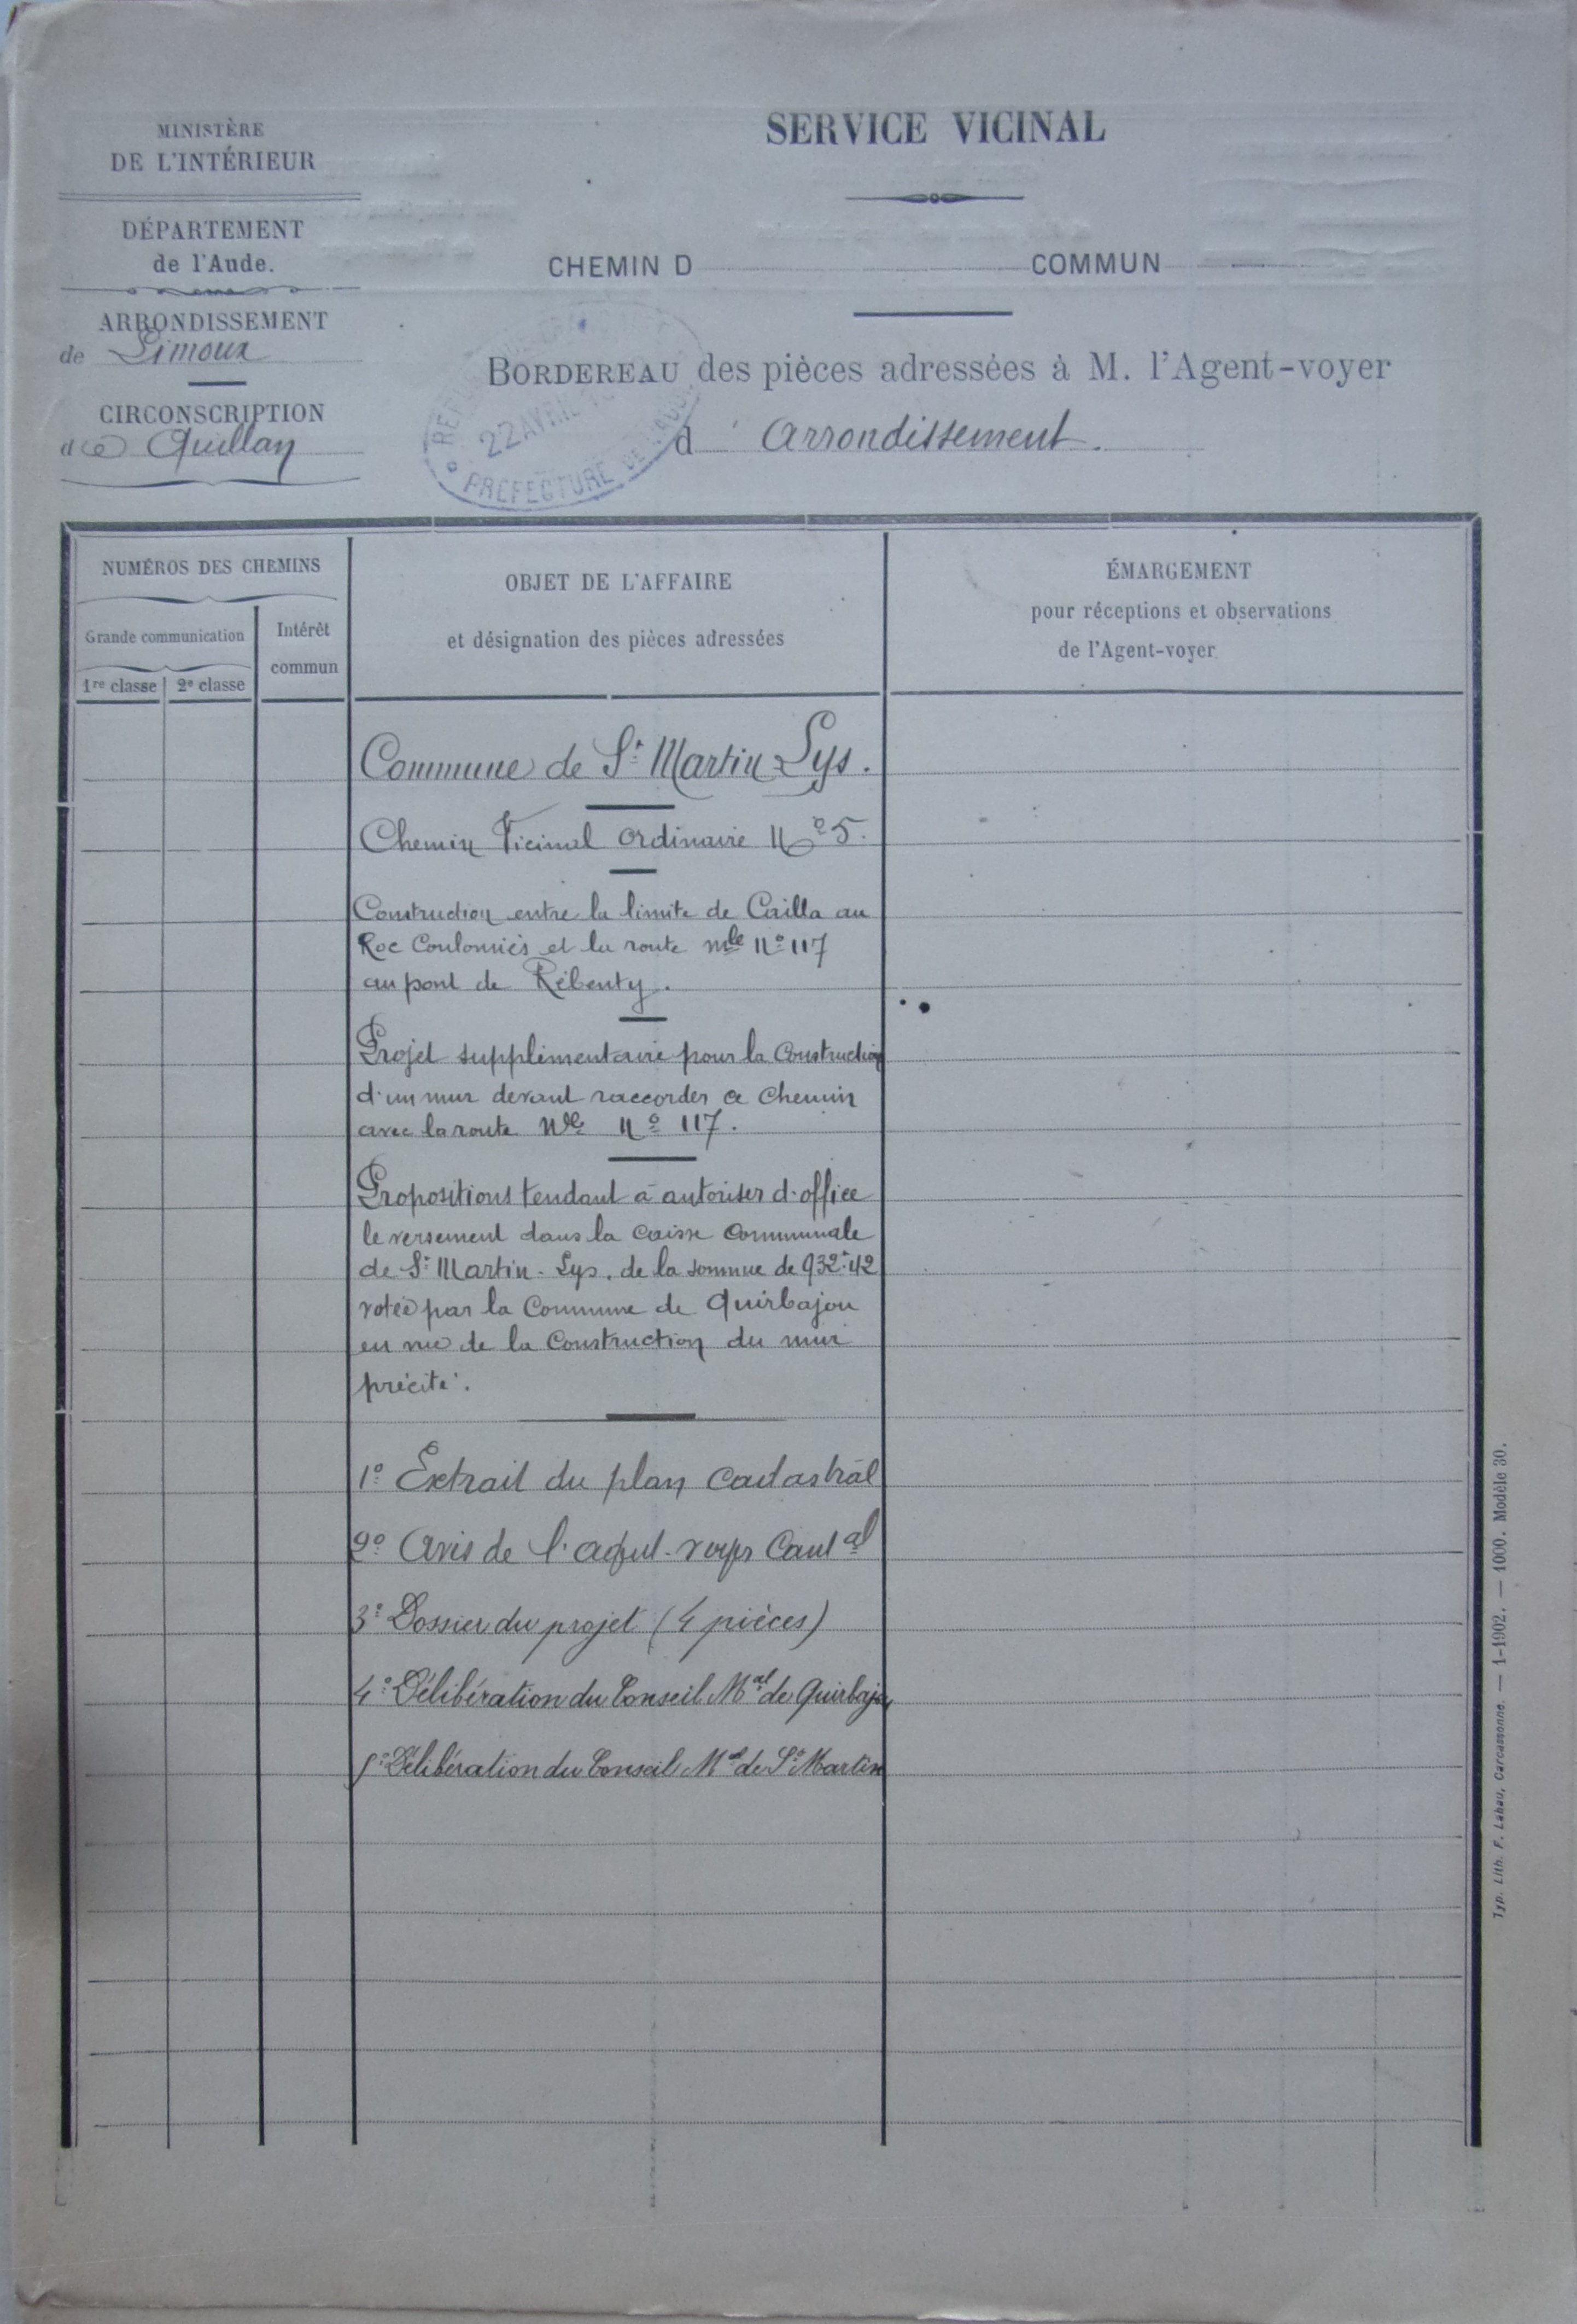 MINISTÈRE
DE L'INTÉRIEUR
DÉPARTEMENT
de l'Aude.
ARRONDISSEMENT
de Limoux
CIRCONSCRIPTION
de Quillan
SERVICE VICINAL
CHEMIN D COMMUN
BORDEREAU des pièces adressées à M. l'Agent-voyer
d'Arrondissement.
22 AVRIL
PRÉFECTURE DE L'AUDE
NUMÉROS DES CHEMINS
Grande communication
1re classe
2e classe
Intérêt
commun
OBJET DE L'AFFAIRE
et désignation des pièces adressées
ÉMARGEMENT
pour réceptions et observations
de l'Agent-voyer
Commune de St Martin-Lys.
Chemin Vicinal Ordinaire No 5.
Construction entre la limite de Cailla au
Roc Coulomiès et la route nle no 117
au pont de Rébenty.
Projet supplémentaire pour la Construction
d'un mur devant raccorder ce Chemin
avec la route Nle no 117.
Propositions tendant à autoriser d'office
le versement dans la caisse Communale
de St Martin-Lys, de la somme de 932f42
votée par la Commune de Quirbajou
en vue de la Construction du mur
précité.
1o Extrait du plan cadastral
2o Avis de l'agent-voyer Cantal
3o Dossier du projet (4 pièces)
4o Délibération du Conseil Mal de Quirbajou
5o Délibération du Conseil Mal de St Martin
Typ. Lith. F. Labau, Carcassonne. — 1-1902. — 1000. Modèle 30.